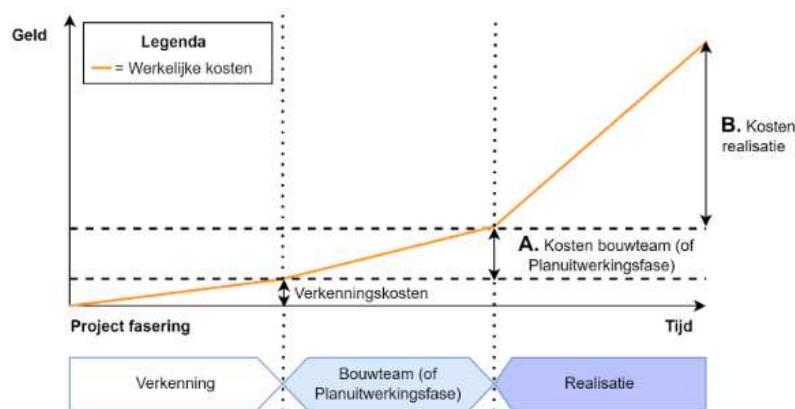 Geld
Legenda
= Werkelijke kosten
B. Kosten
realisatie
A. Kosten bouwteam (of
Planuitwerkingsfase)
Verkenningskosten
Project fasering
Tijd
Verkenning
Bouwteam (of
Planuitwerkingsfase)
Realisatie